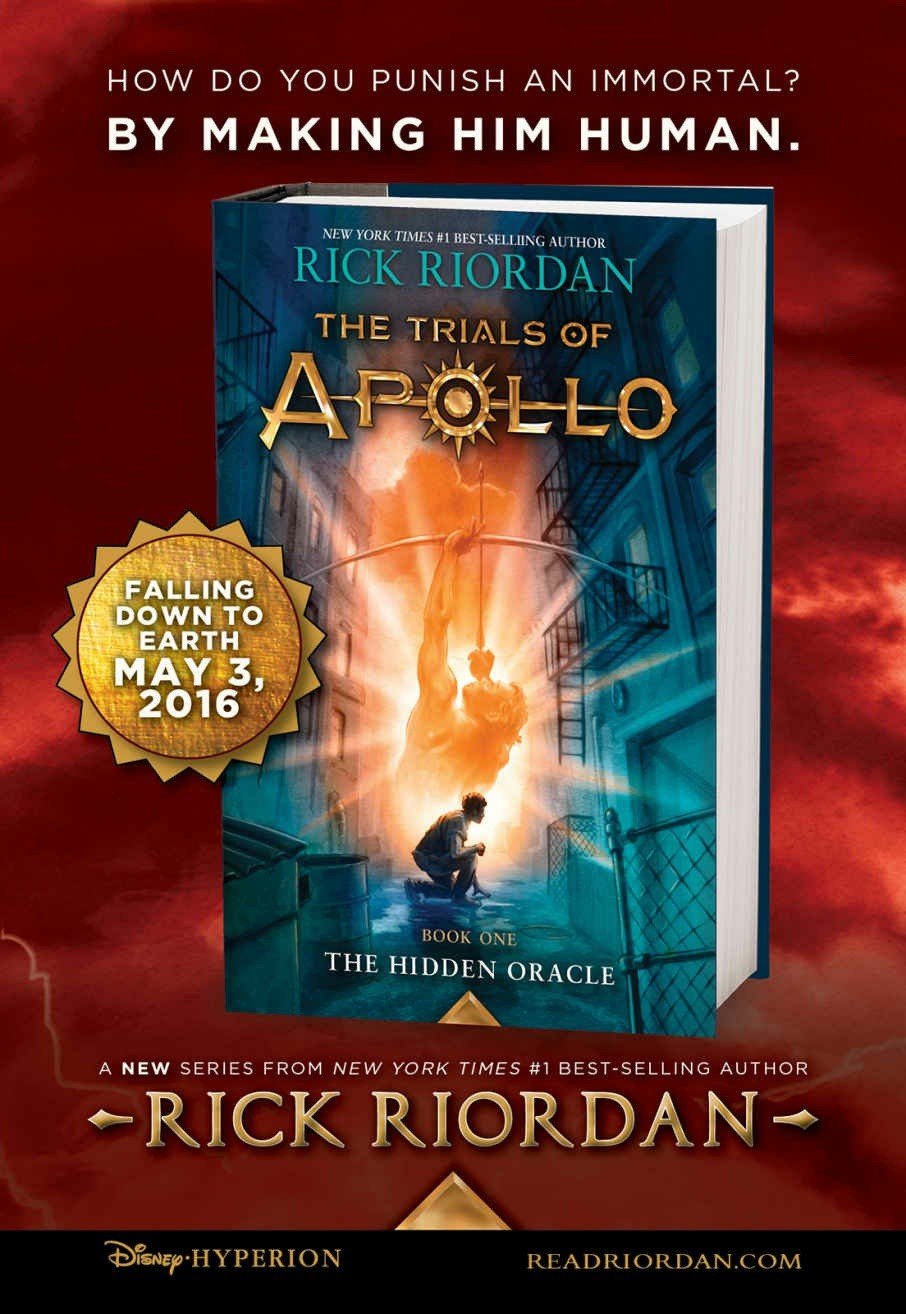 HOW DO YOU PUNISH AN IMMORTAL?
BY MAKING HIM HUMAN.
NEW YORK TIMES #1 BEST-SELLING AUTHOR
RICK RIORDAN
THE TRIALS OF
APOLLO
FALLING
DOWN TO
EARTH
MAY 3,
2016
BOOK ONE
THE HIDDEN ORACLE
A NEW SERIES FROM NEW YORK TIMES #1 BEST-SELLING AUTHOR
RICK RIORDAN
Disney • HYPERION
READRIORDAN.COM